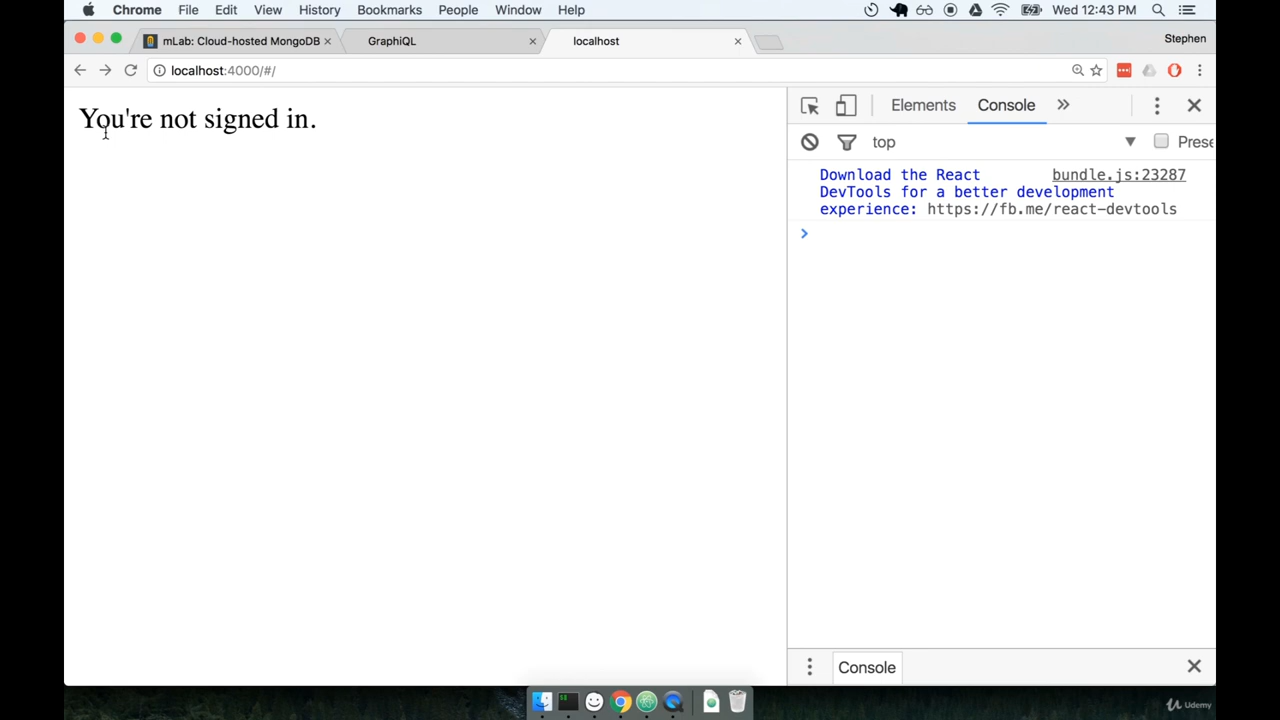 Chrome File Edit View History Bookmarks People Window Help Wed 12:43 PM
mLab: Cloud-hosted MongoDB GraphiQL localhost Stephen
localhost:4000/#/
You're not signed in.
Elements Console
top Prese
Download the React bundle.js:23287
DevTools for a better development
experience: https://fb.me/react-devtools
Console
Udemy